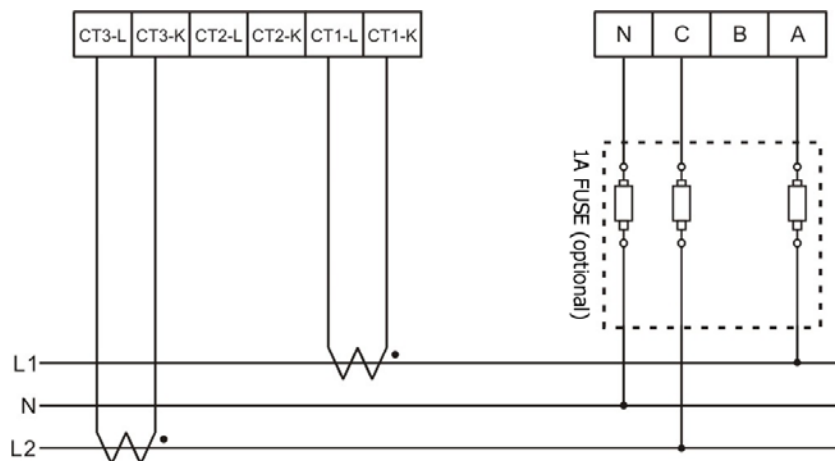 CT3-L CT3-K CT2-L CT2-K CT1-L CT1-K
N C B A
1A FUSE (optional)
L1
N
L2